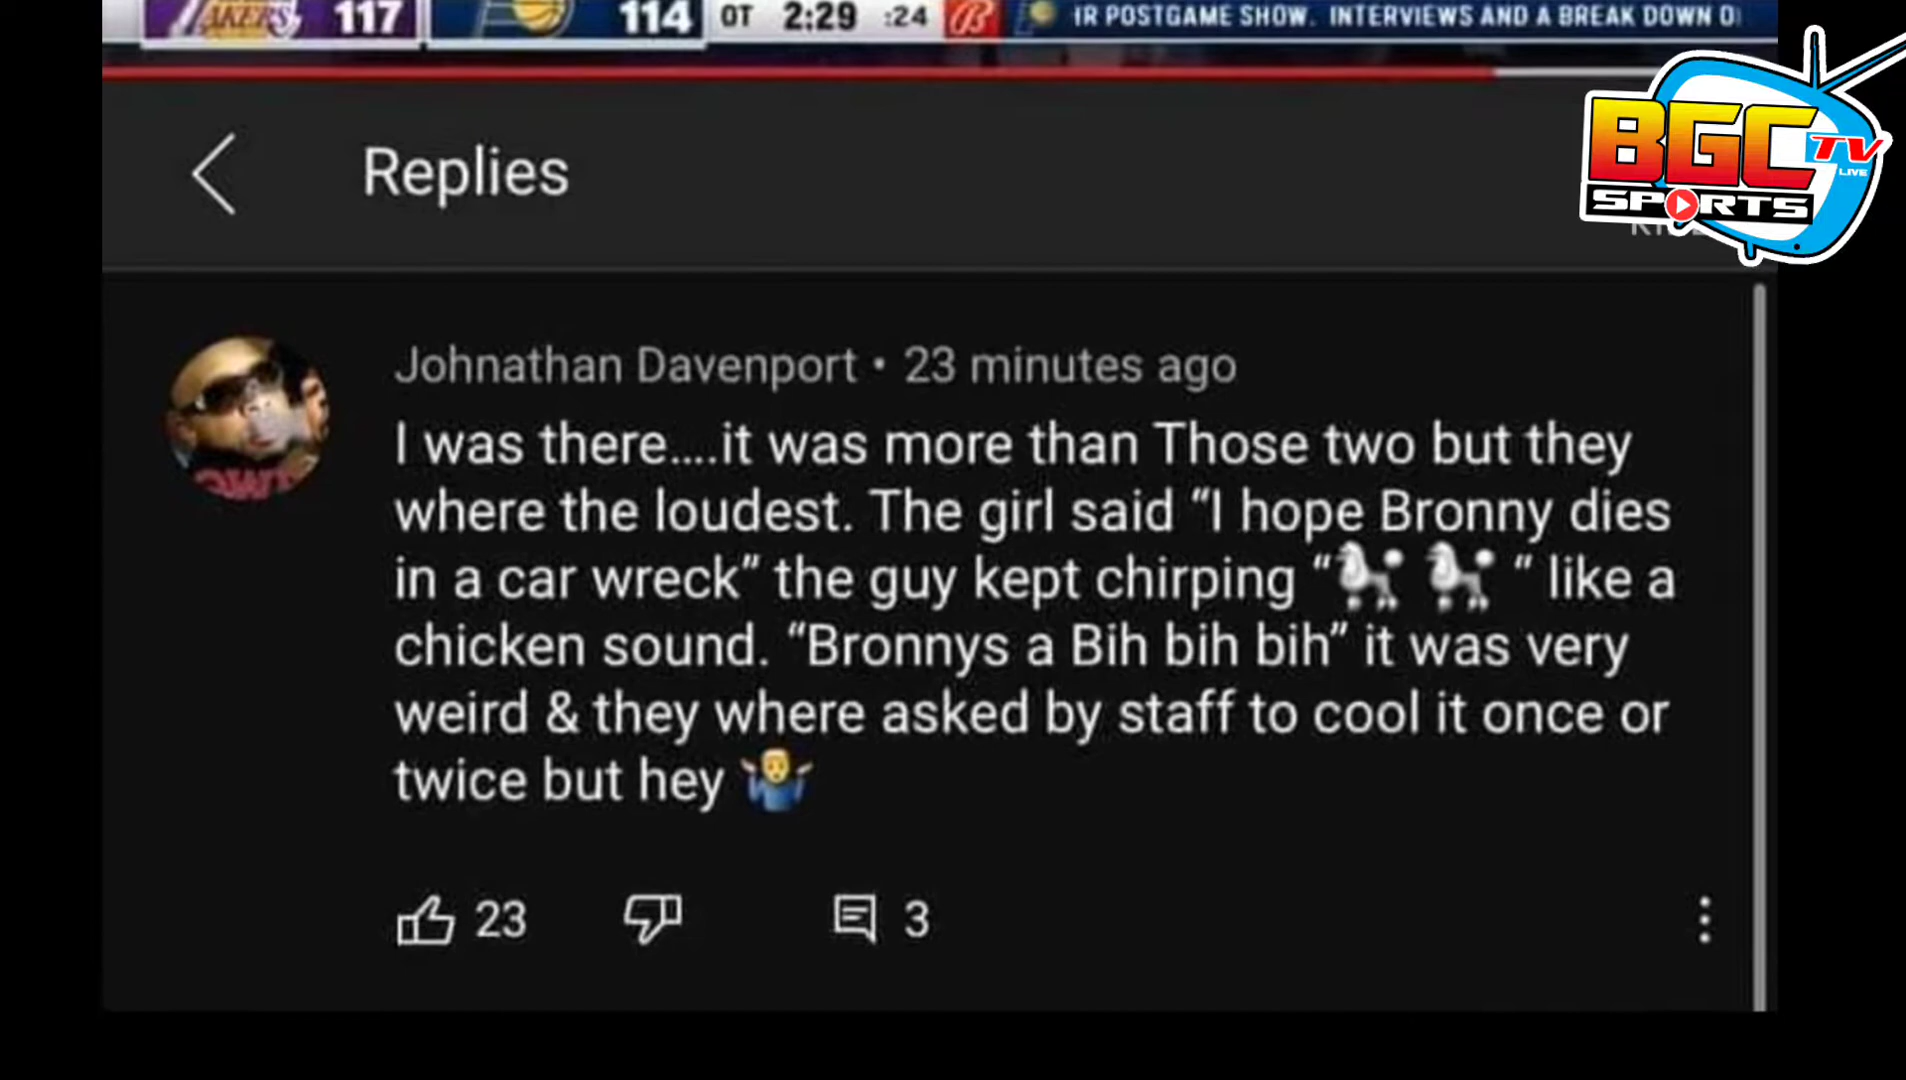 LAKERS 117 114 OT 2:29 :24 IR POSTGAME SHOW. INTERVIEWS AND A BREAK DOWN
BGC TV
LIVE
SPORTS
Replies
Johnathan Davenport • 23 minutes ago
I was there....it was more than Those two but they
where the loudest. The girl said “I hope Bronny dies
in a car wreck” the guy kept chirping “🐩 🐩 “ like a
chicken sound. “Bronnys a Bih bih bih” it was very
weird & they where asked by staff to cool it once or
twice but hey 🤷‍♂️
23 3